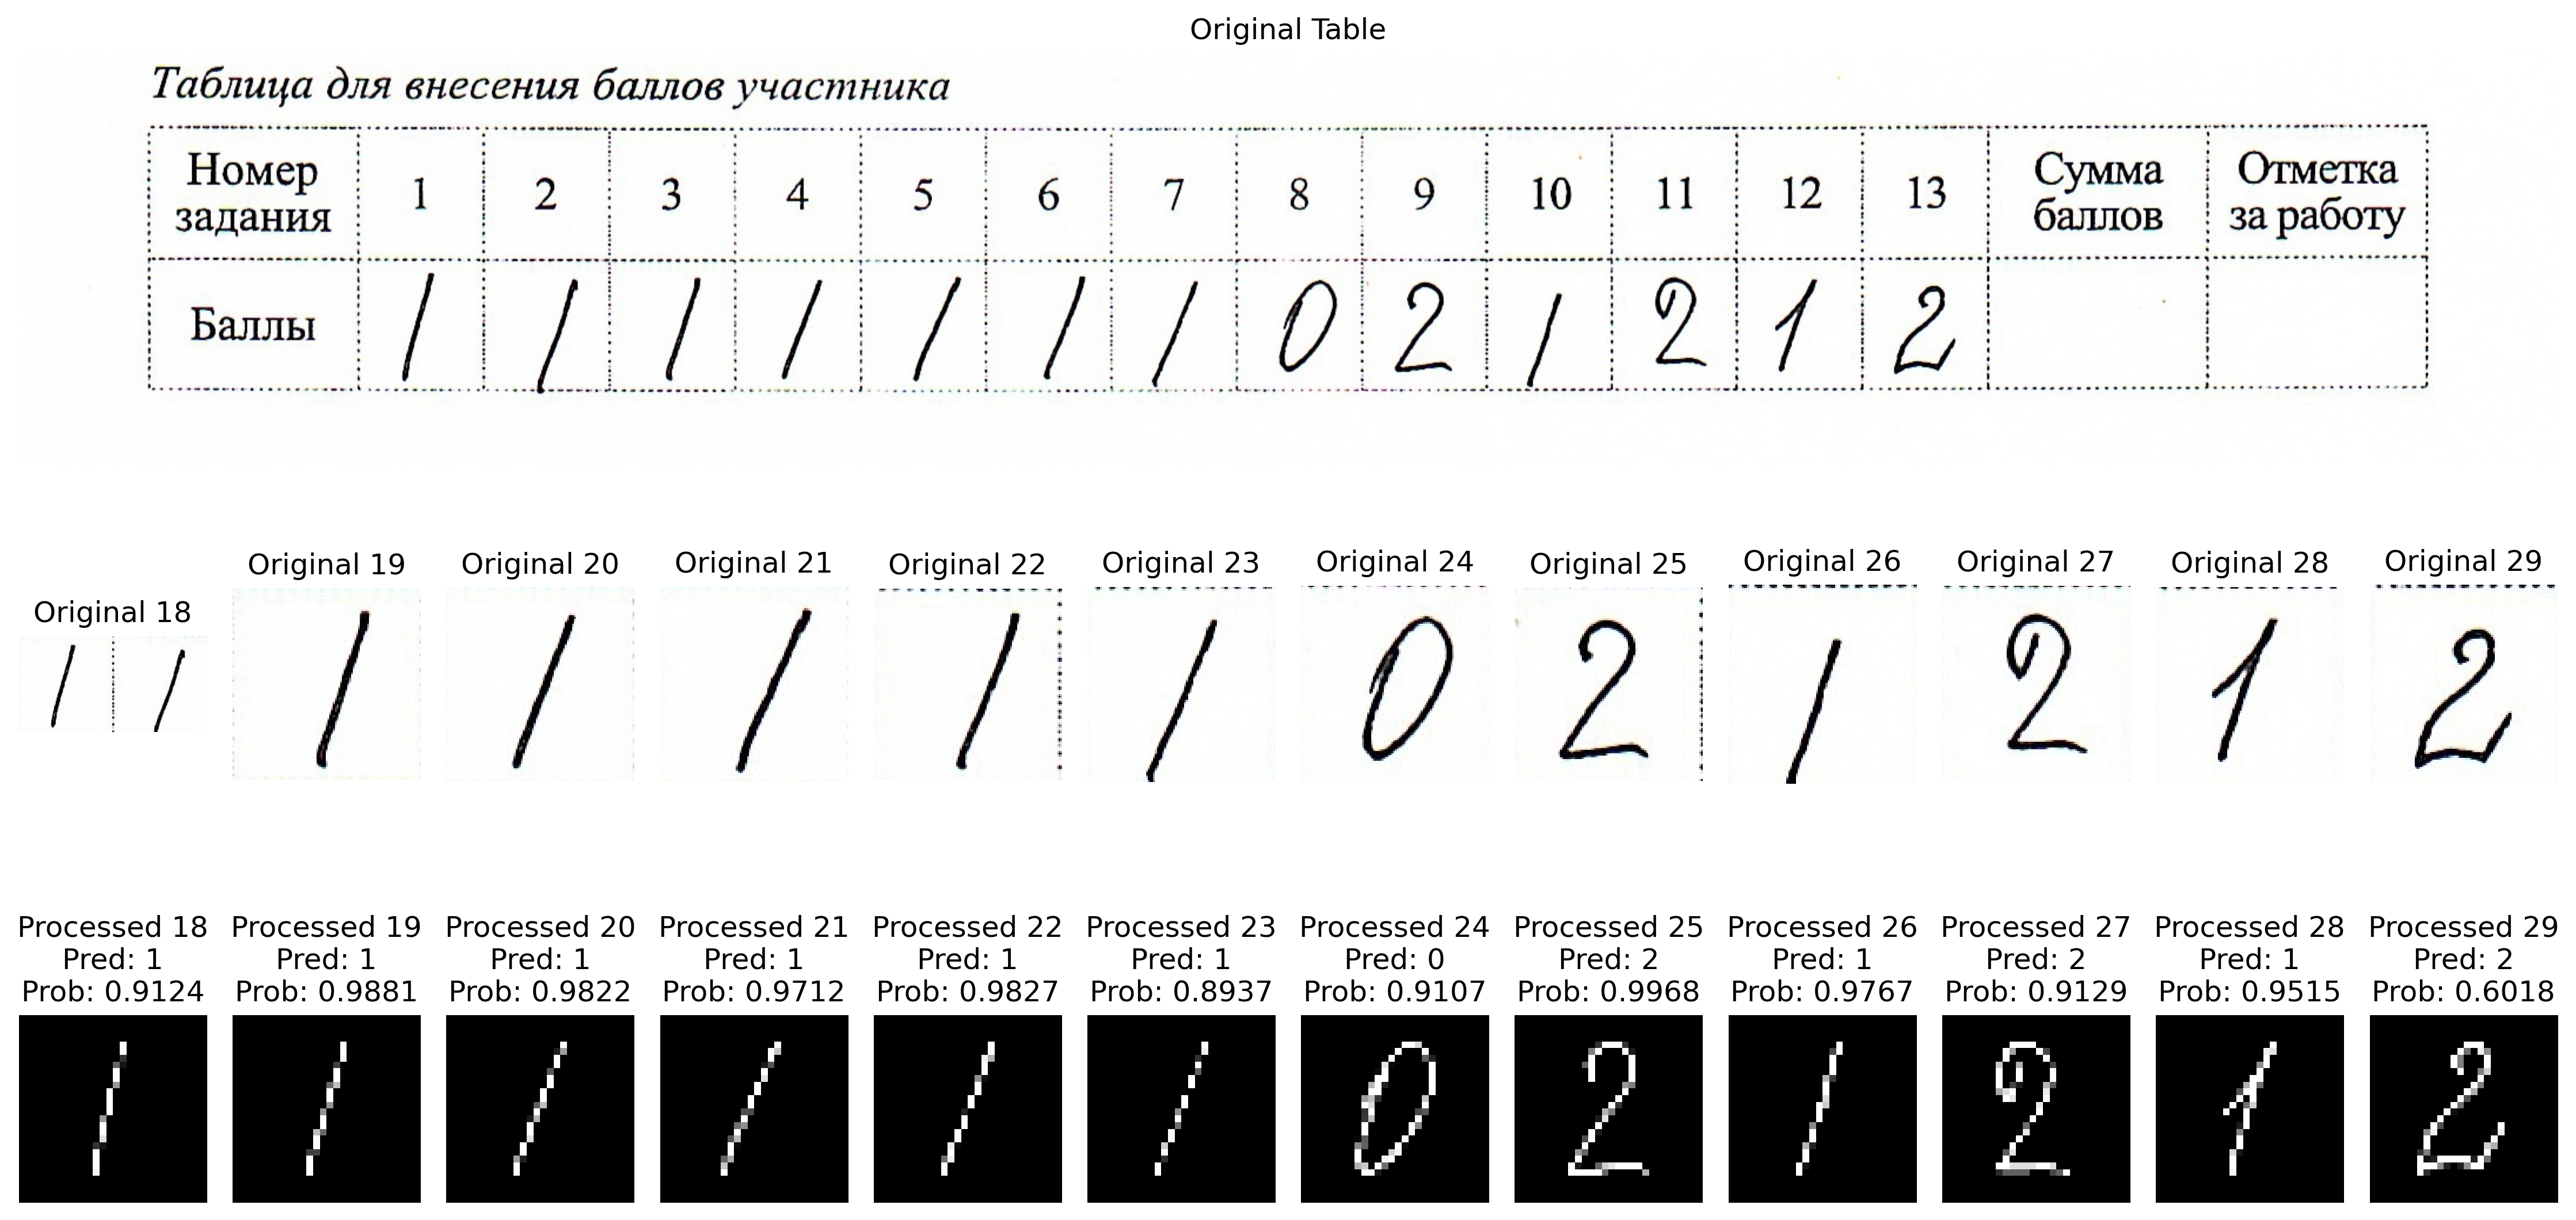 Original Table
Таблица для внесения баллов участника
Номер задания 1 2 3 4 5 6 7 8 9 10 11 12 13 Сумма баллов Отметка за работу
Баллы 1 1 1 1 1 1 1 0 2 1 2 1 2
Original 18 Original 19 Original 20 Original 21 Original 22 Original 23 Original 24 Original 25 Original 26 Original 27 Original 28 Original 29
1 1 1 1 1 1 1 0 2 1 2 1 2
Processed 18 Processed 19 Processed 20 Processed 21 Processed 22 Processed 23 Processed 24 Processed 25 Processed 26 Processed 27 Processed 28 Processed 29
Pred: 1 Pred: 1 Pred: 1 Pred: 1 Pred: 1 Pred: 1 Pred: 0 Pred: 2 Pred: 1 Pred: 2 Pred: 1 Pred: 2
Prob: 0.9124 Prob: 0.9881 Prob: 0.9822 Prob: 0.9712 Prob: 0.9827 Prob: 0.8937 Prob: 0.9107 Prob: 0.9968 Prob: 0.9767 Prob: 0.9129 Prob: 0.9515 Prob: 0.6018
1 1 1 1 1 1 0 2 1 2 1 2